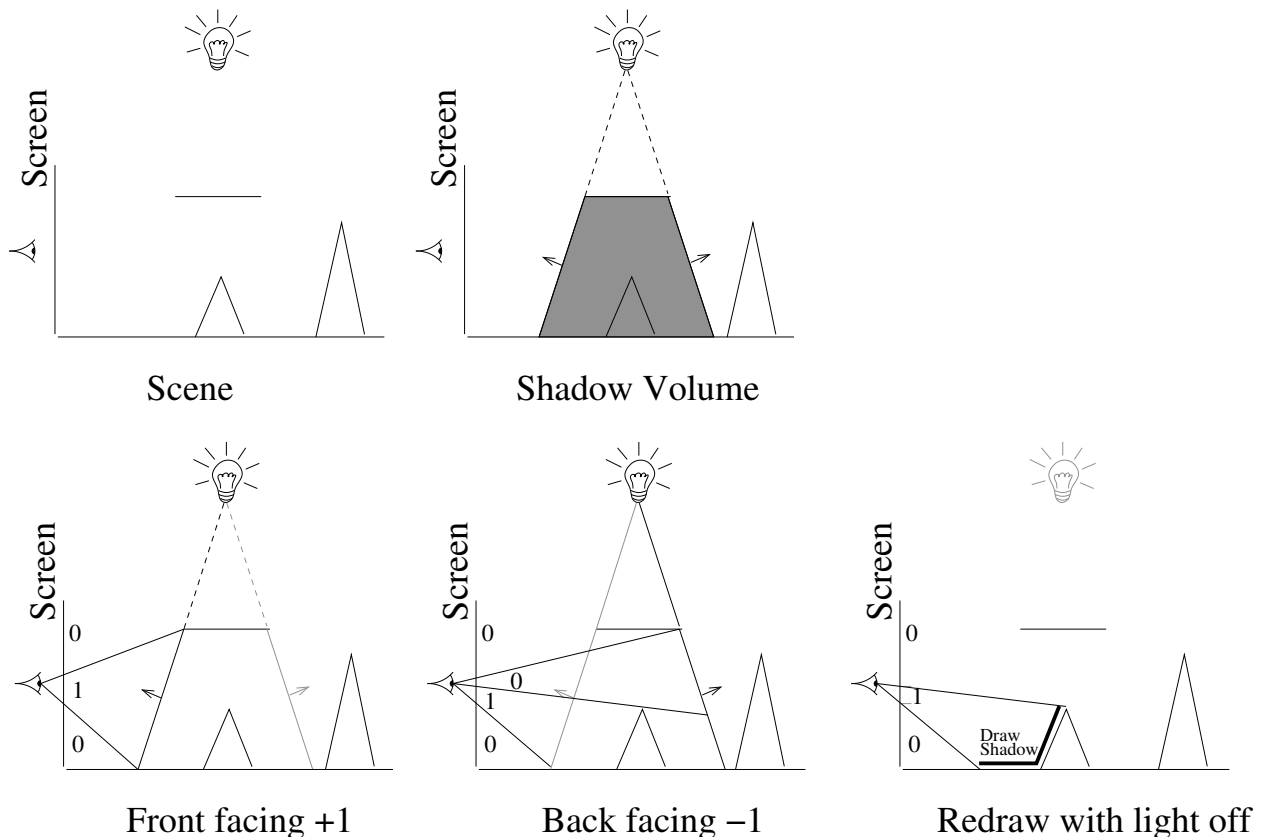 Screen
Screen
Scene
Shadow Volume
Screen
0
1
0
Front facing +1
Screen
0
0
1
0
Back facing −1
Screen
0
1
0
Draw
Shadow
Redraw with light off